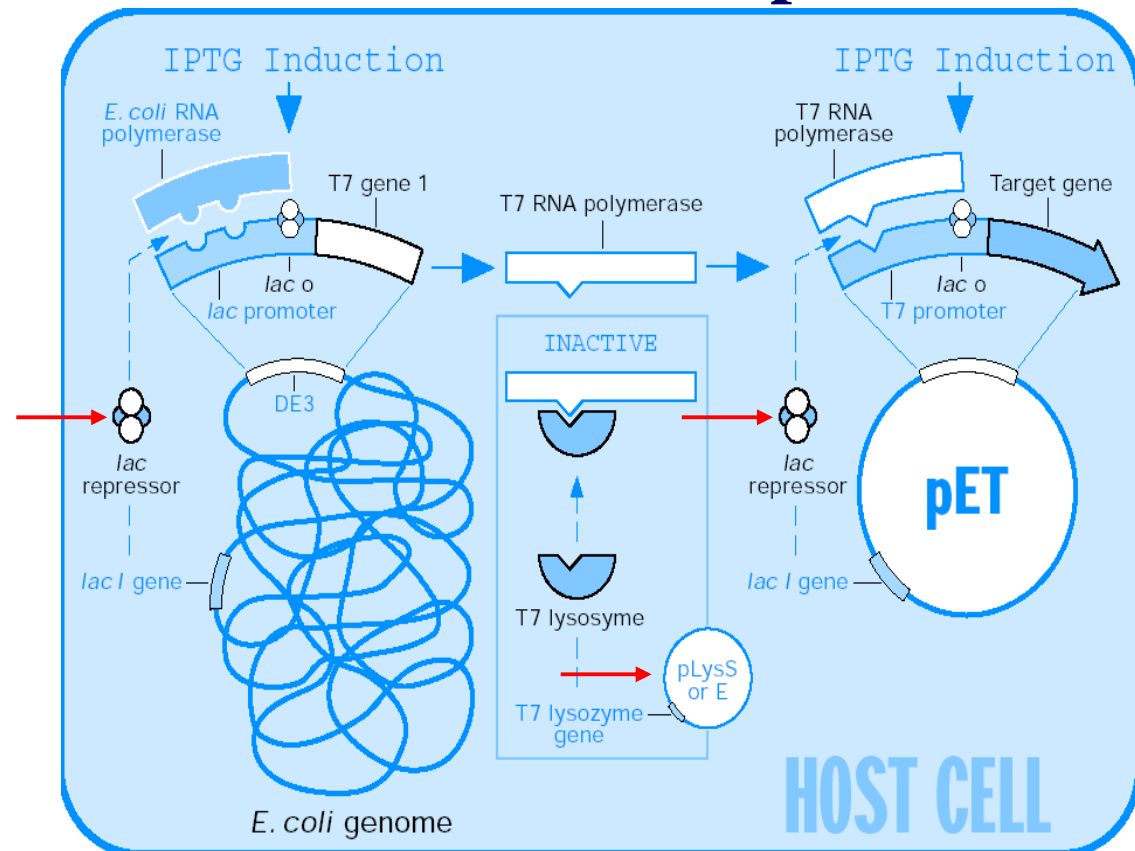 IPTG Induction
IPTG Induction
E. coli RNA
polymerase
T7 gene 1
lac o
lac promoter
T7 RNA polymerase
T7 RNA
polymerase
Target gene
lac o
T7 promoter
DE3
lac
repressor
lac I gene
E. coli genome
INACTIVE
T7 lysosyme
pLysS
or E
T7 lysozyme
gene
lac
repressor
lac I gene
pET
HOST CELL